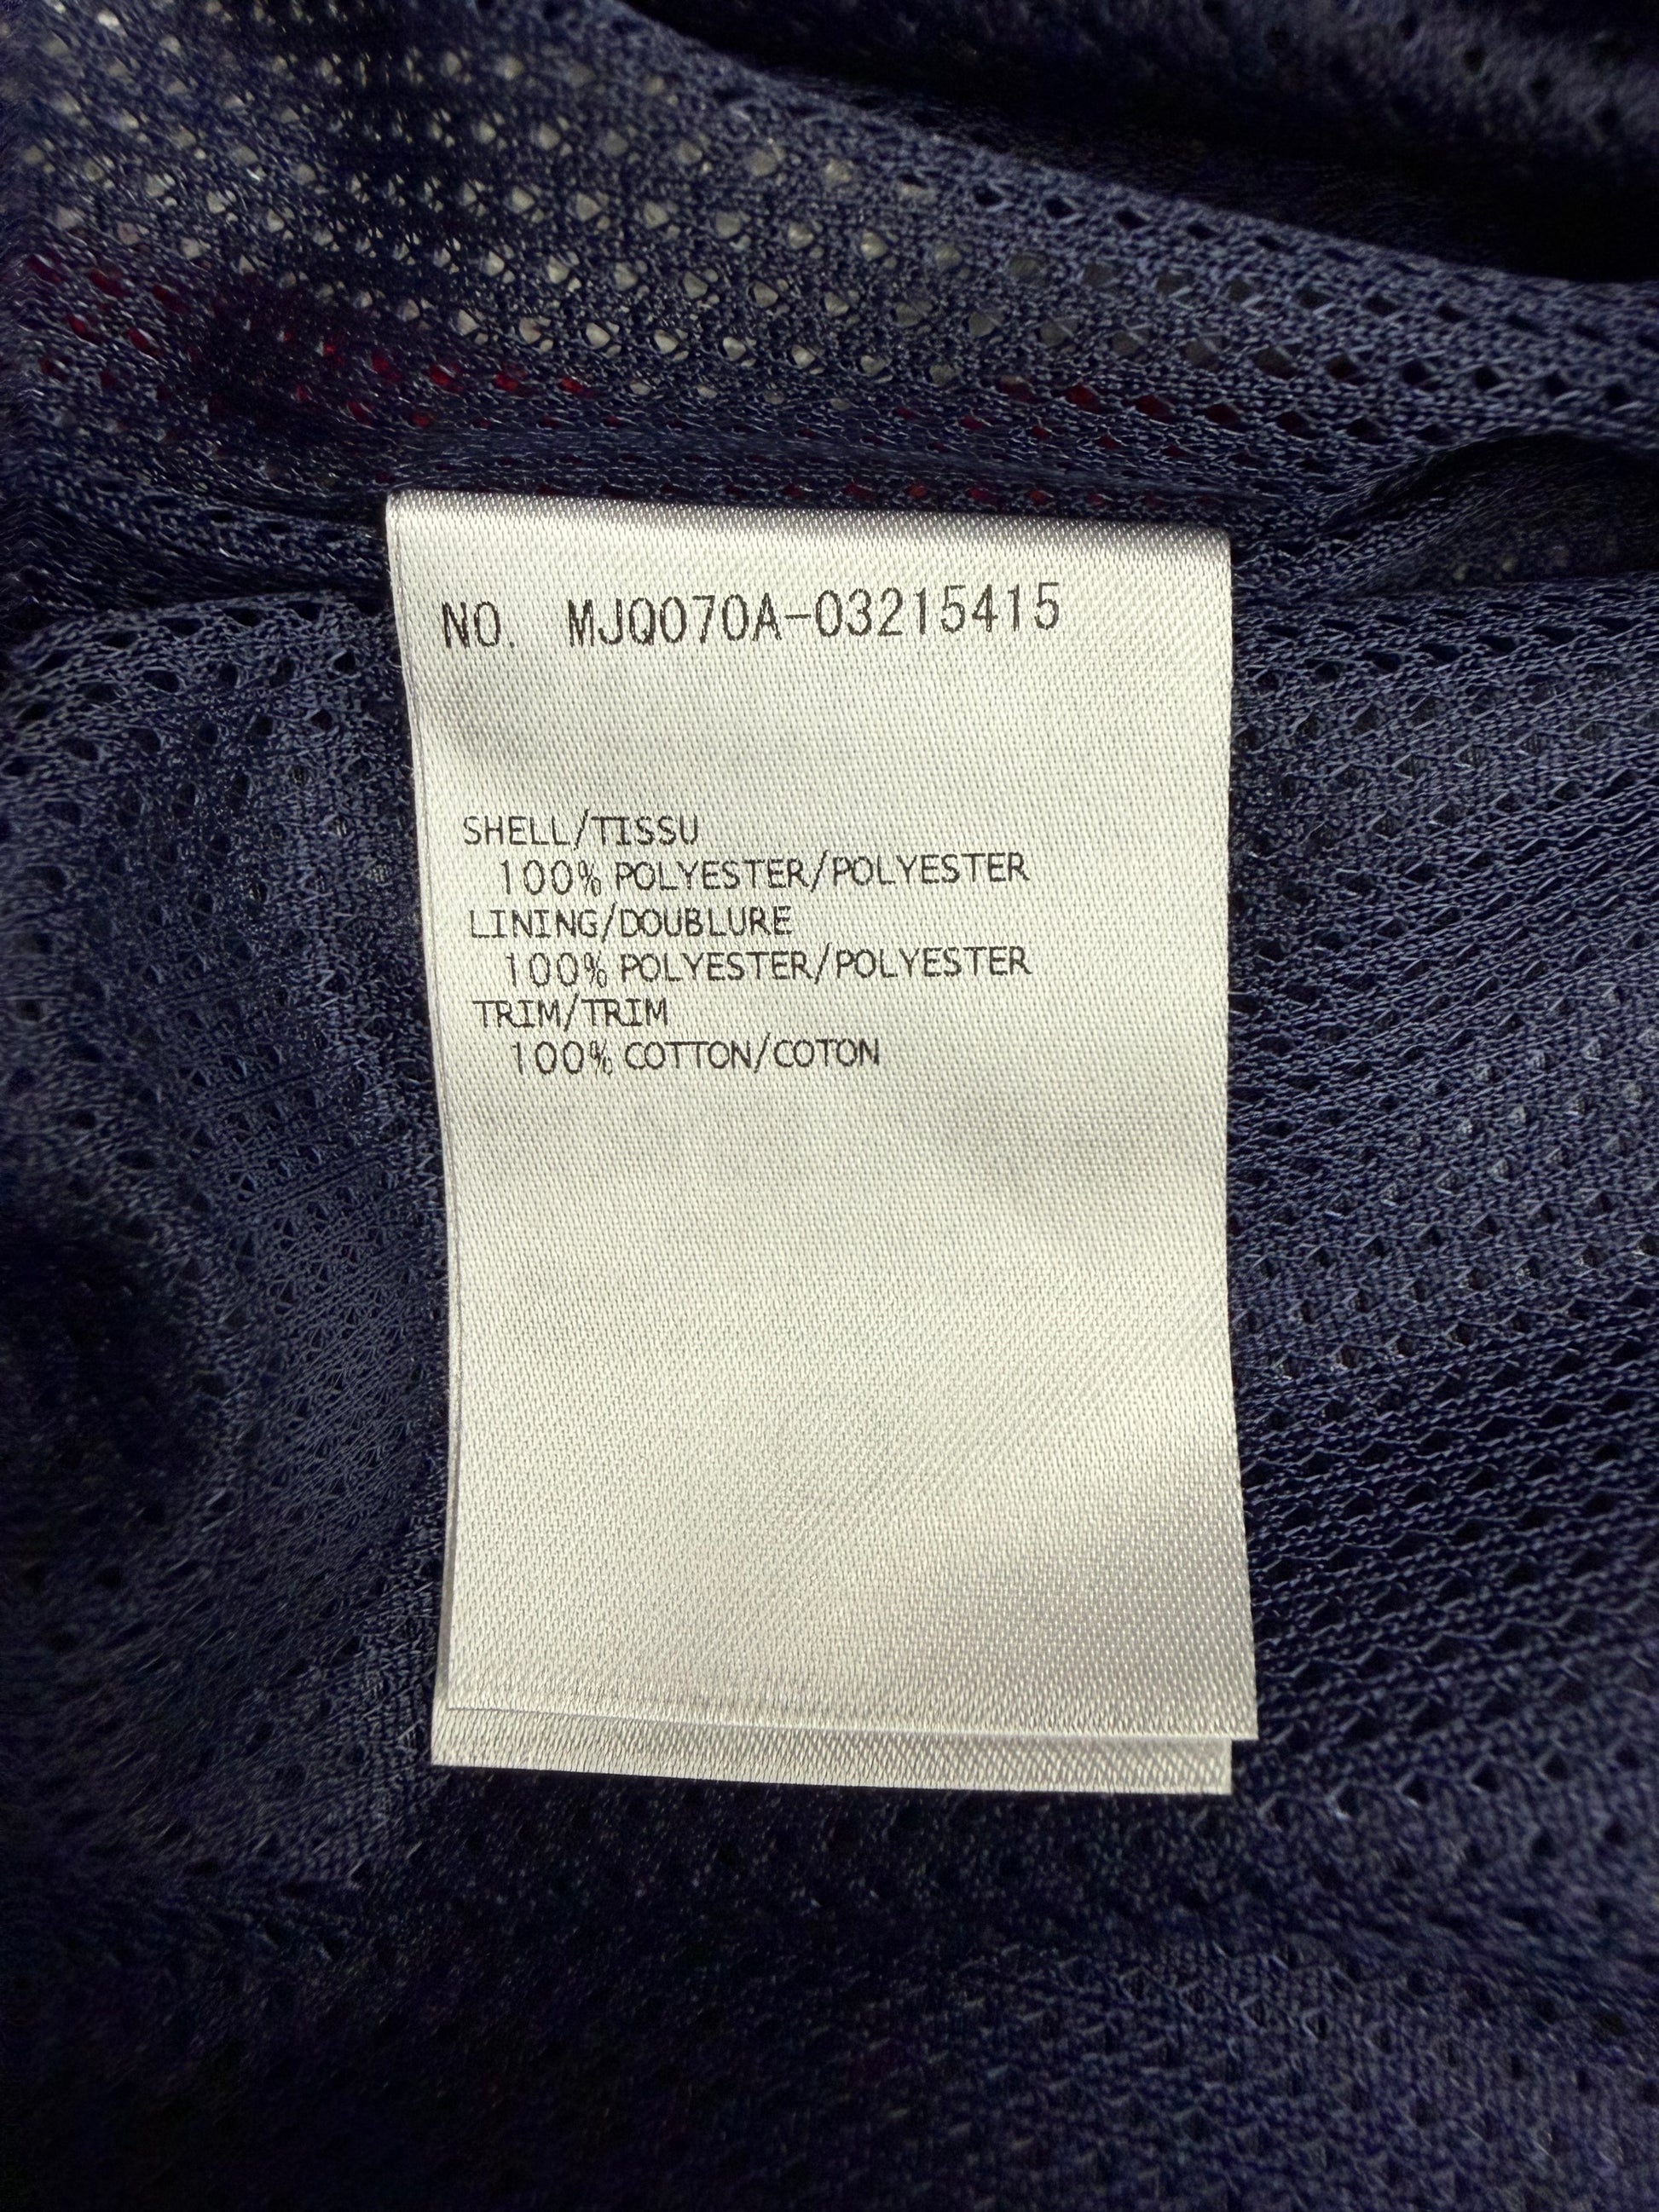 NO. MJQ070A-03215415
SHELL/TISSU
100% POLYESTER/POLYESTER
LINING/DOUBLURE
100% POLYESTER/POLYESTER
TRIM/TRIM
100% COTTON/COTON